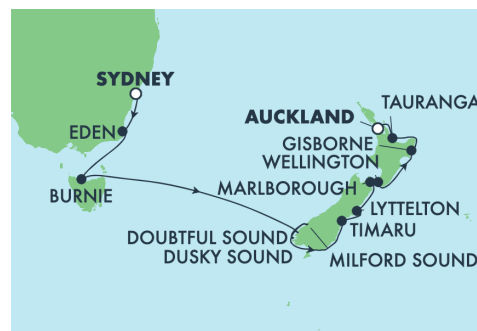 SYDNEY
EDEN
BURNIE
AUCKLAND
TAURANGA
GISBORNE
WELLINGTON
MARLBOROUGH
LYTTELTON
TIMARU
DOUBTFUL SOUND
DUSKY SOUND
MILFORD SOUND